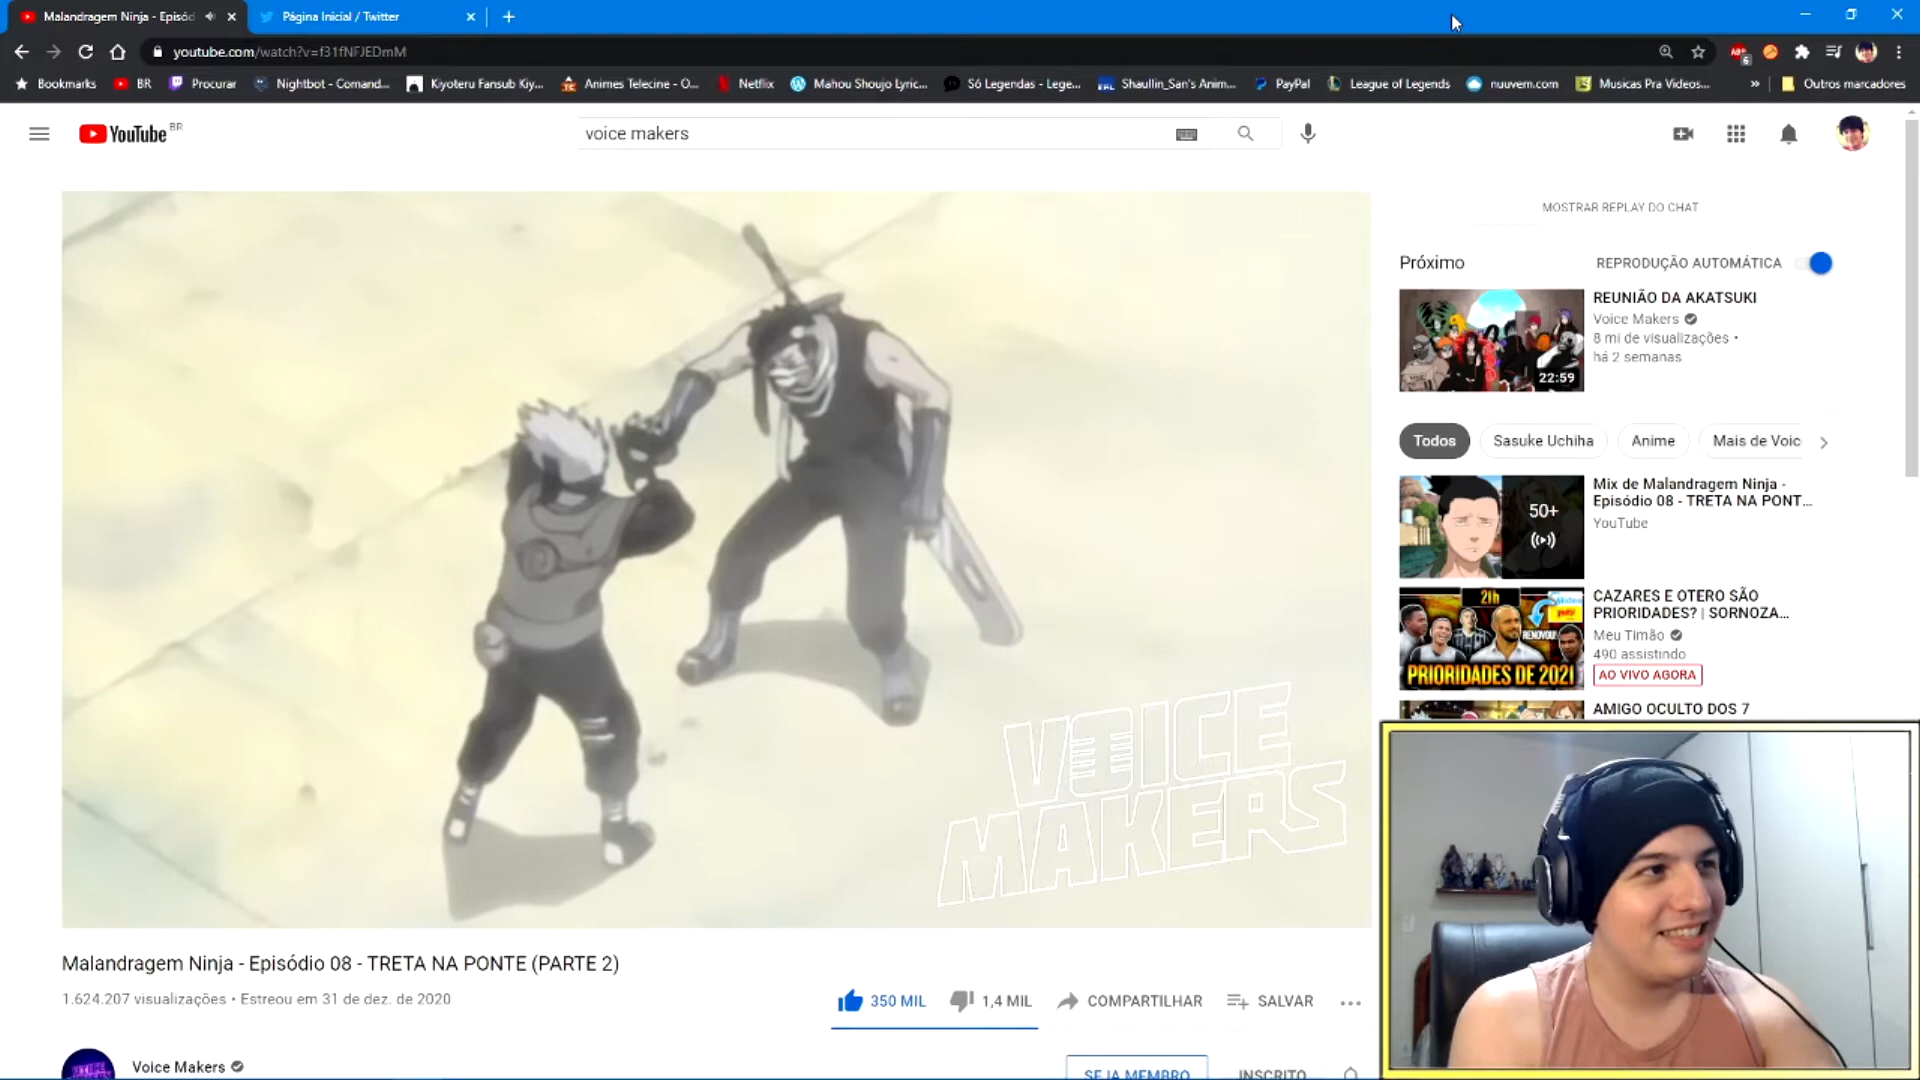 Malandragem Ninja - Episód
Página Inicial / Twitter
youtube.com/watch?v=f31fNFJEDmM
Bookmarks
BR
Procurar
Nightbot - Comand...
Kiyoteru Fansub Kiy...
Animes Telecine - O...
Netflix
Mahou Shoujo Lyric...
Só Legendas - Lege...
Shaullin_San's Anim...
PayPal
League of Legends
nuuvem.com
Musicas Pra Videos...
»
Outros marcadores
YouTube BR
voice makers
MOSTRAR REPLAY DO CHAT
Próximo
REPRODUÇÃO AUTOMÁTICA
REUNIÃO DA AKATSUKI
Voice Makers
8 mi de visualizações •
há 2 semanas
22:59
Todos
Sasuke Uchiha
Anime
Mais de Voic
Mix de Malandragem Ninja -
Episódio 08 - TRETA NA PONT...
YouTube
50+
CAZARES E OTERO SÃO
PRIORIDADES? | SORNOZA...
Meu Timão
490 assistindo
AO VIVO AGORA
21h
RENOVOU
PRIORIDADES DE 2021
AMIGO OCULTO DOS 7
VOICE
MAKERS
Malandragem Ninja - Episódio 08 - TRETA NA PONTE (PARTE 2)
1.624.207 visualizações • Estreou em 31 de dez. de 2020
350 MIL
1,4 MIL
COMPARTILHAR
SALVAR
Voice Makers
SEJA MEMBRO
INSCRITO